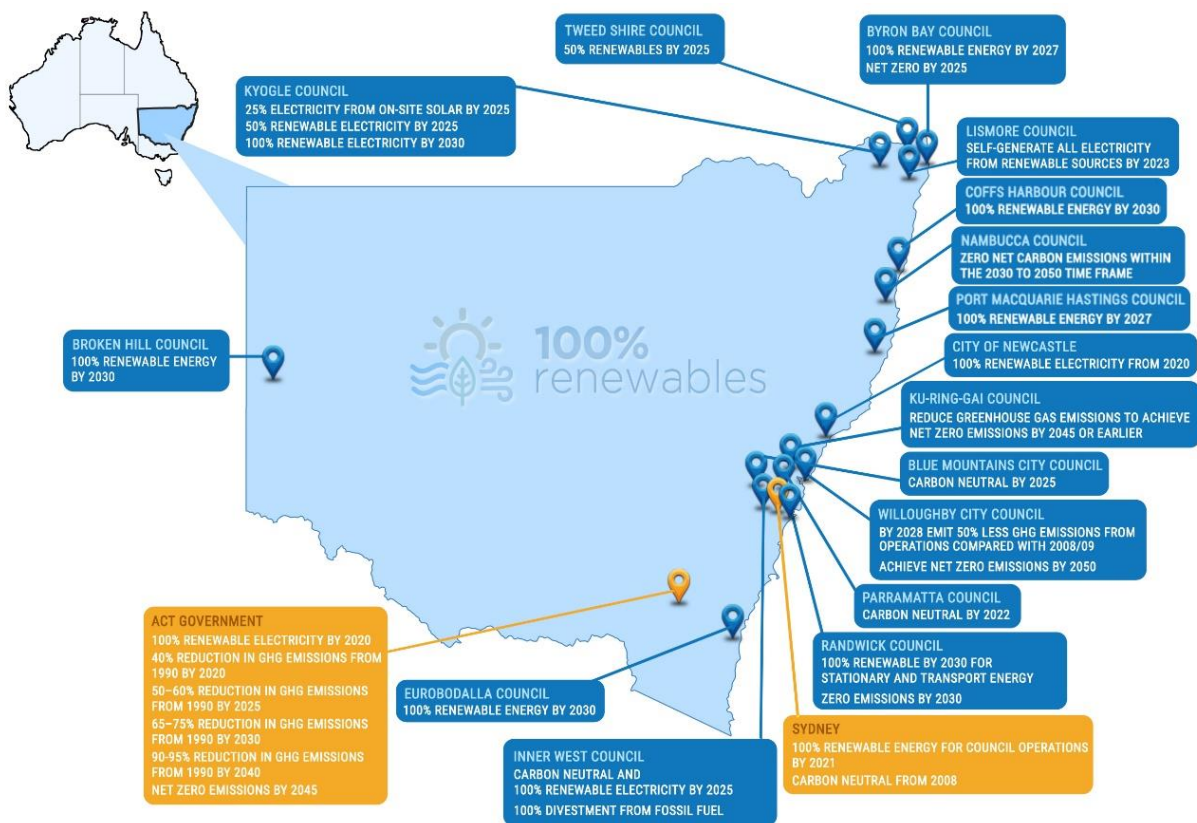 TWEED SHIRE COUNCIL
50% RENEWABLES BY 2025
BYRON BAY COUNCIL
100% RENEWABLE ENERGY BY 2027
NET ZERO BY 2025
KYOGLE COUNCIL
25% ELECTRICITY FROM ON-SITE SOLAR BY 2025
50% RENEWABLE ELECTRICITY BY 2025
100% RENEWABLE ELECTRICITY BY 2030
LISMORE COUNCIL
SELF-GENERATE ALL ELECTRICITY
FROM RENEWABLE SOURCES BY 2023
COFFS HARBOUR COUNCIL
100% RENEWABLE ENERGY BY 2030
NAMBUCCA COUNCIL
ZERO NET CARBON EMISSIONS WITHIN
THE 2030 TO 2050 TIME FRAME
PORT MACQUARIE HASTINGS COUNCIL
100% RENEWABLE ENERGY BY 2027
BROKEN HILL COUNCIL
100% RENEWABLE ENERGY
BY 2030
100%
renewables
CITY OF NEWCASTLE
100% RENEWABLE ELECTRICITY FROM 2020
KU-RING-GAI COUNCIL
REDUCE GREENHOUSE GAS EMISSIONS TO ACHIEVE
NET ZERO EMISSIONS BY 2045 OR EARLIER
BLUE MOUNTAINS CITY COUNCIL
CARBON NEUTRAL BY 2025
WILLOUGHBY CITY COUNCIL
BY 2028 EMIT 50% LESS GHG EMISSIONS FROM
OPERATIONS COMPARED WITH 2008/09
ACHIEVE NET ZERO EMISSIONS BY 2050
PARRAMATTA COUNCIL
CARBON NEUTRAL BY 2022
RANDWICK COUNCIL
100% RENEWABLE BY 2030 FOR
STATIONARY AND TRANSPORT ENERGY
ZERO EMISSIONS BY 2030
ACT GOVERNMENT
100% RENEWABLE ELECTRICITY BY 2020
40% REDUCTION IN GHG EMISSIONS FROM
1990 BY 2020
50–60% REDUCTION IN GHG EMISSIONS
FROM 1990 BY 2025
65–75% REDUCTION IN GHG EMISSIONS
FROM 1990 BY 2030
90-95% REDUCTION IN GHG EMISSIONS
FROM 1990 BY 2040
NET ZERO EMISSIONS BY 2045
EUROBODALLA COUNCIL
100% RENEWABLE ENERGY BY 2030
SYDNEY
100% RENEWABLE ENERGY FOR COUNCIL OPERATIONS
BY 2021
CARBON NEUTRAL FROM 2008
INNER WEST COUNCIL
CARBON NEUTRAL AND
100% RENEWABLE ELECTRICITY BY 2025
100% DIVESTMENT FROM FOSSIL FUEL